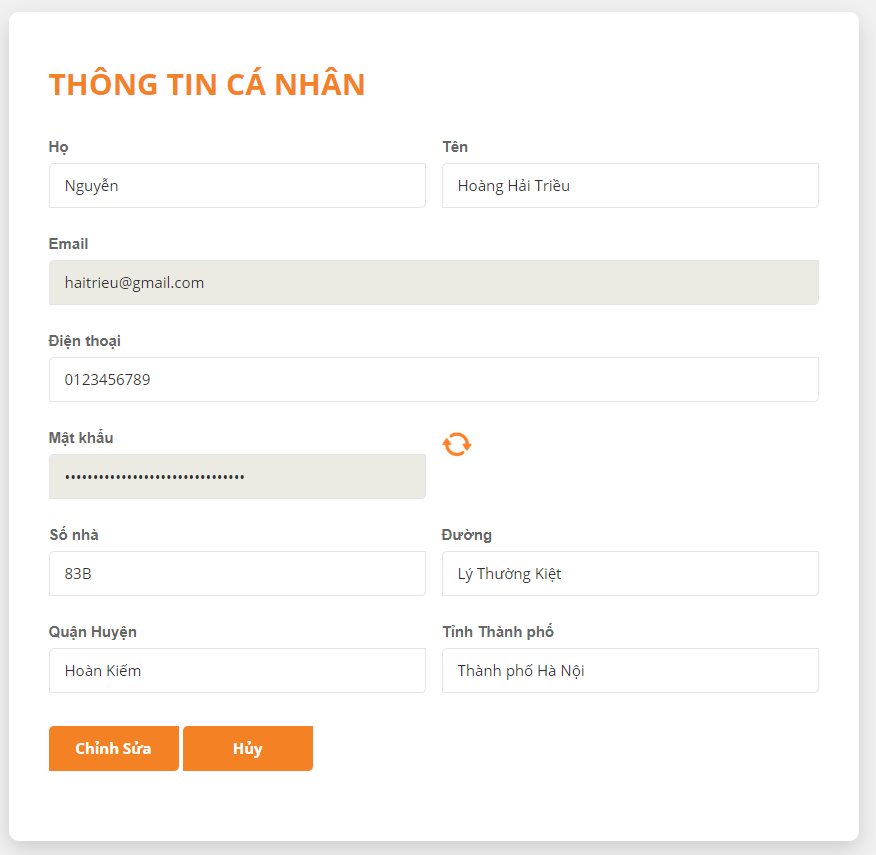 THÔNG TIN CÁ NHÂN
Họ Tên
Nguyễn Hoàng Hải Triều
Email
haitrieu@gmail.com
Điện thoại
0123456789
Mật khẩu
••••••••••••••••••••••••••••••••
Số nhà Đường
83B Lý Thường Kiệt
Quận Huyện Tỉnh Thành phố
Hoàn Kiếm Thành phố Hà Nội
Chỉnh Sửa Hủy